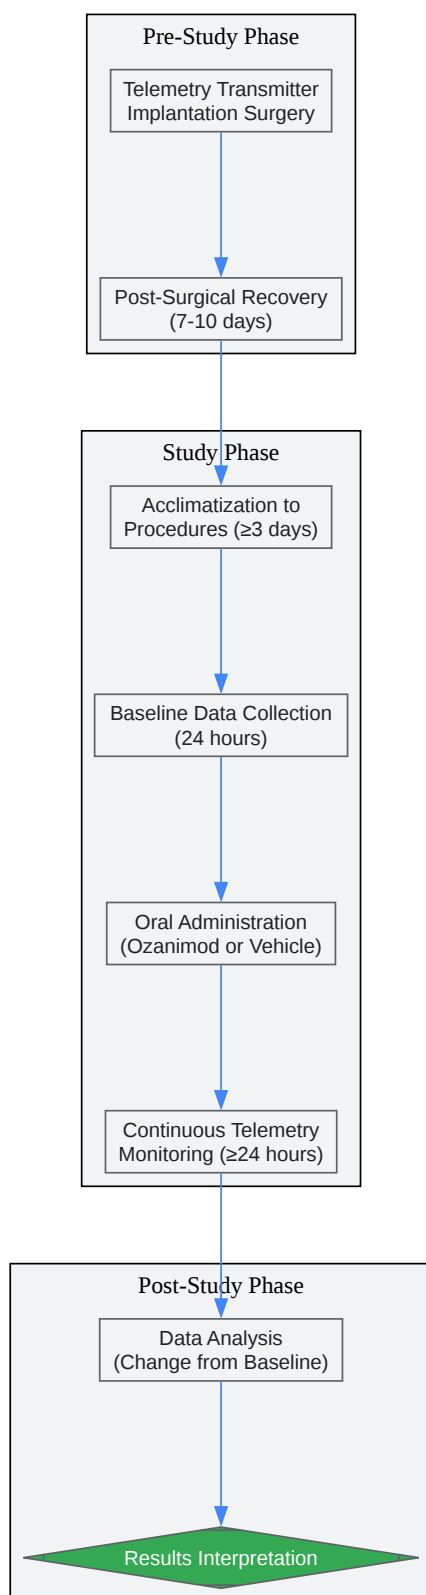 Pre-Study Phase
Telemetry Transmitter
Implantation Surgery
Post-Surgical Recovery
(7-10 days)
Study Phase
Acclimatization to
Procedures (≥3 days)
Baseline Data Collection
(24 hours)
Oral Administration
(Ozanimod or Vehicle)
Continuous Telemetry
Monitoring (≥24 hours)
Post-Study Phase
Data Analysis
(Change from Baseline)
Results Interpretation